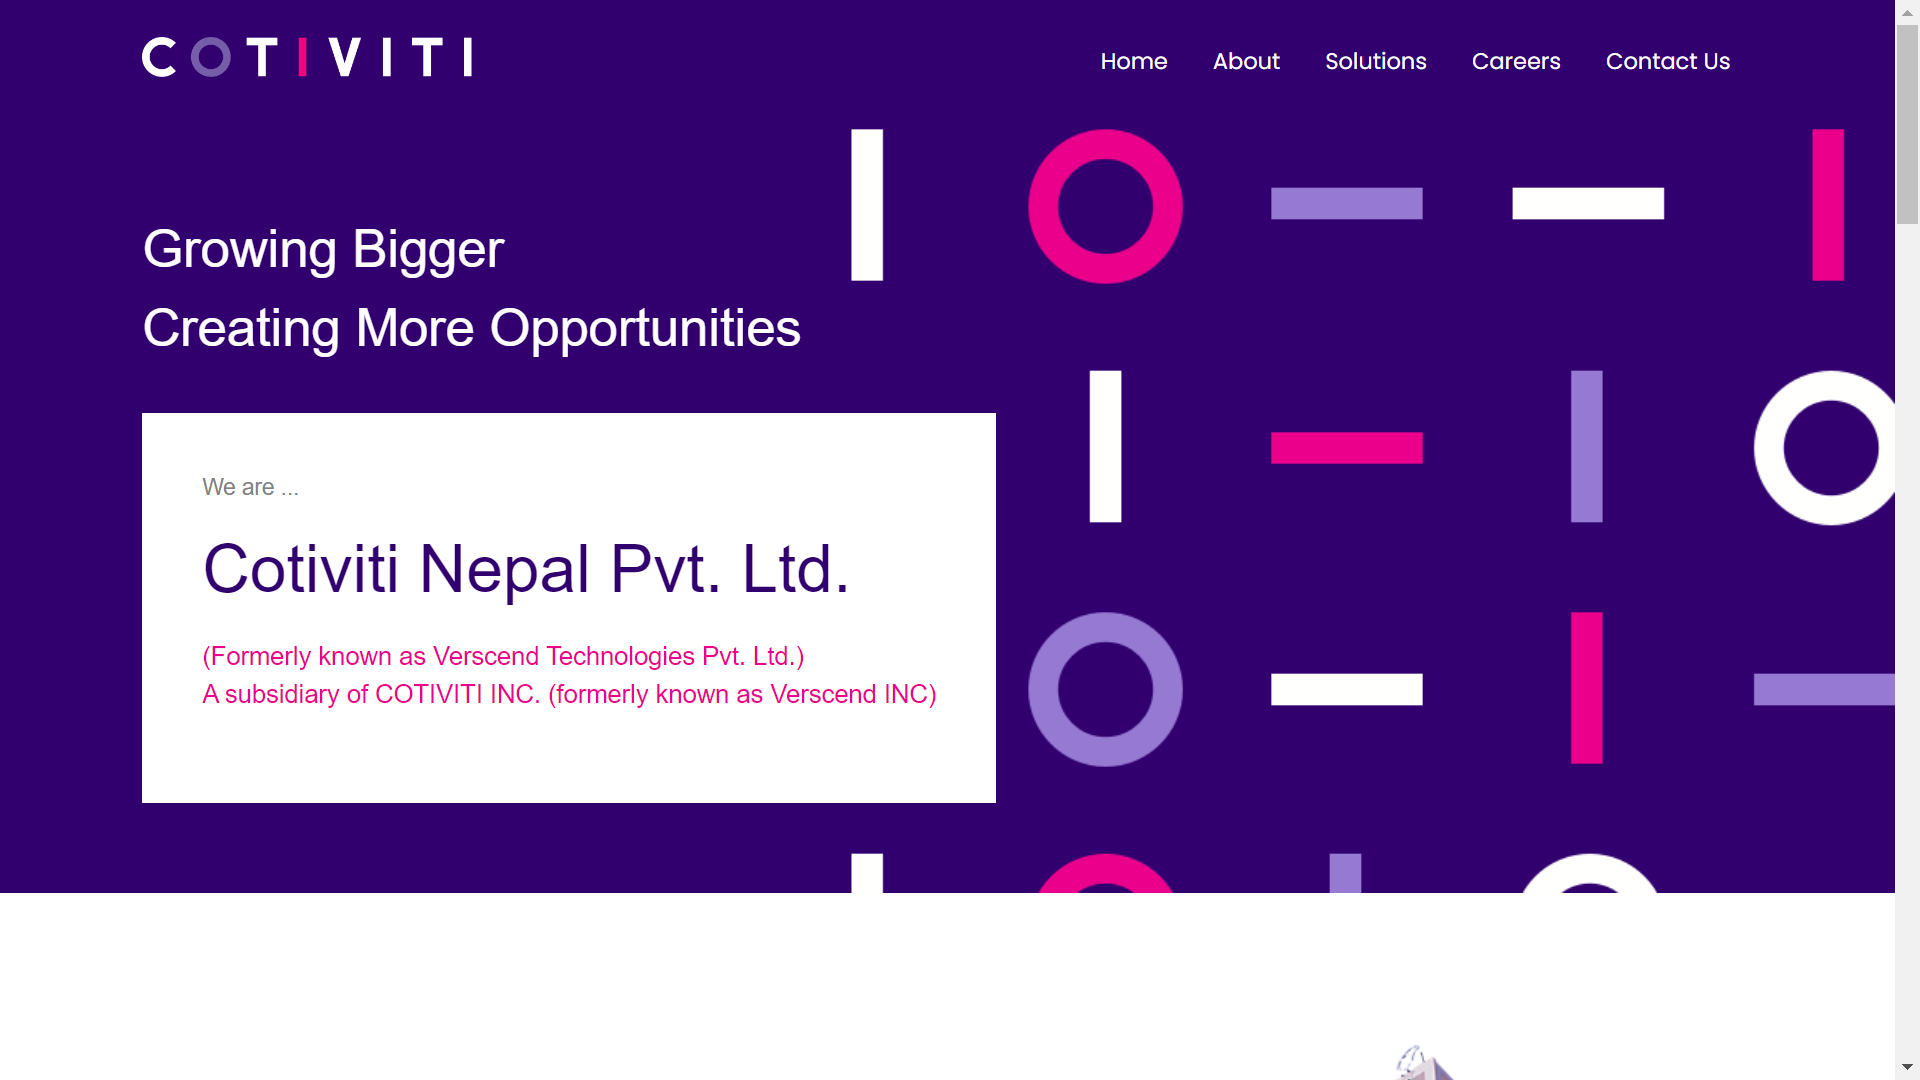 COTIVITI
Home About Solutions Careers Contact Us
Growing Bigger
Creating More Opportunities
We are ...
Cotiviti Nepal Pvt. Ltd.
(Formerly known as Verscend Technologies Pvt. Ltd.)
A subsidiary of COTIVITI INC. (formerly known as Verscend INC)